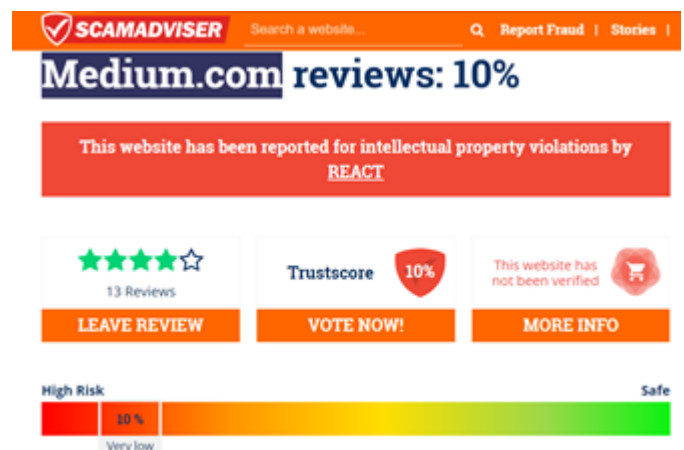 SCAMADVISER Search a website... Report Fraud | Stories |
Medium.com reviews: 10%
This website has been reported for intellectual property violations by
REACT
13 Reviews
LEAVE REVIEW
Trustscore 10%
VOTE NOW!
This website has
not been verified
MORE INFO
High Risk Safe
10 %
Very low